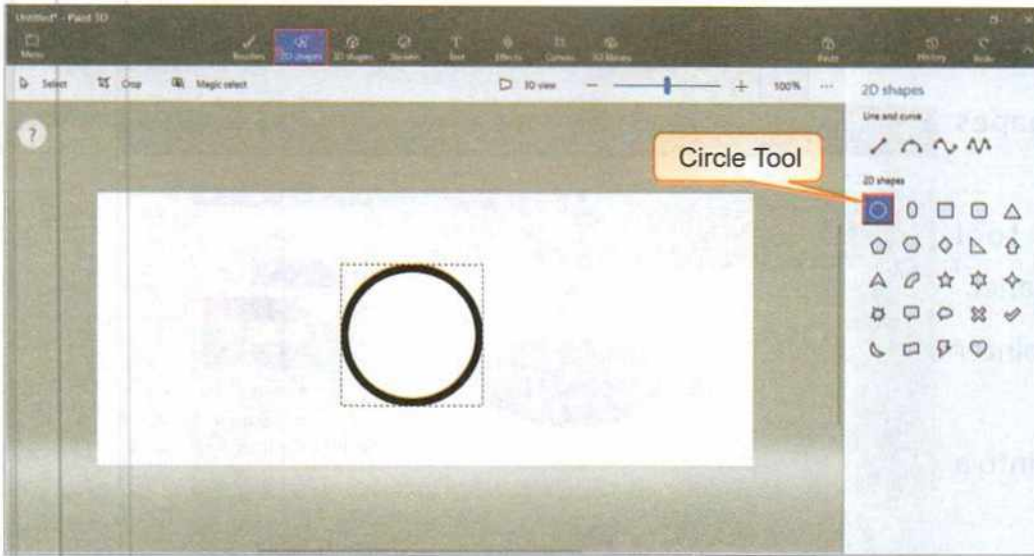 Untitled* - Paint 3D
Menu
Brushes
2D shapes
3D shapes
Stickers
Text
Effects
Canvas
3D library
Paste
History
Redo
Select
Crop
Magic select
3D view
100%
...
2D shapes
Line and curve
2D shapes
Circle Tool
?